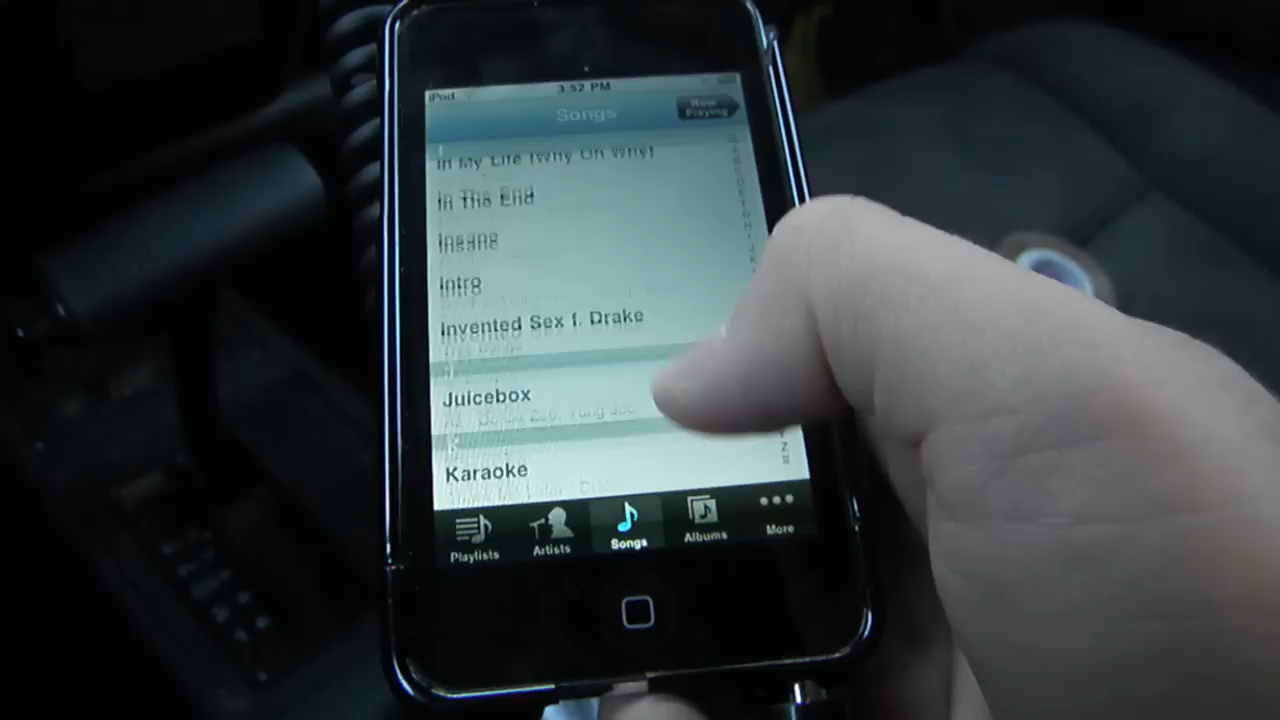 iPod
3:52 PM
Songs
Now Playing
In My Life (Why Oh Why)
In The End
Insane
Intro
Invented Sex f. Drake
J
Juicebox
K
Karaoke
Z
#
Playlists
Artists
Songs
Albums
More